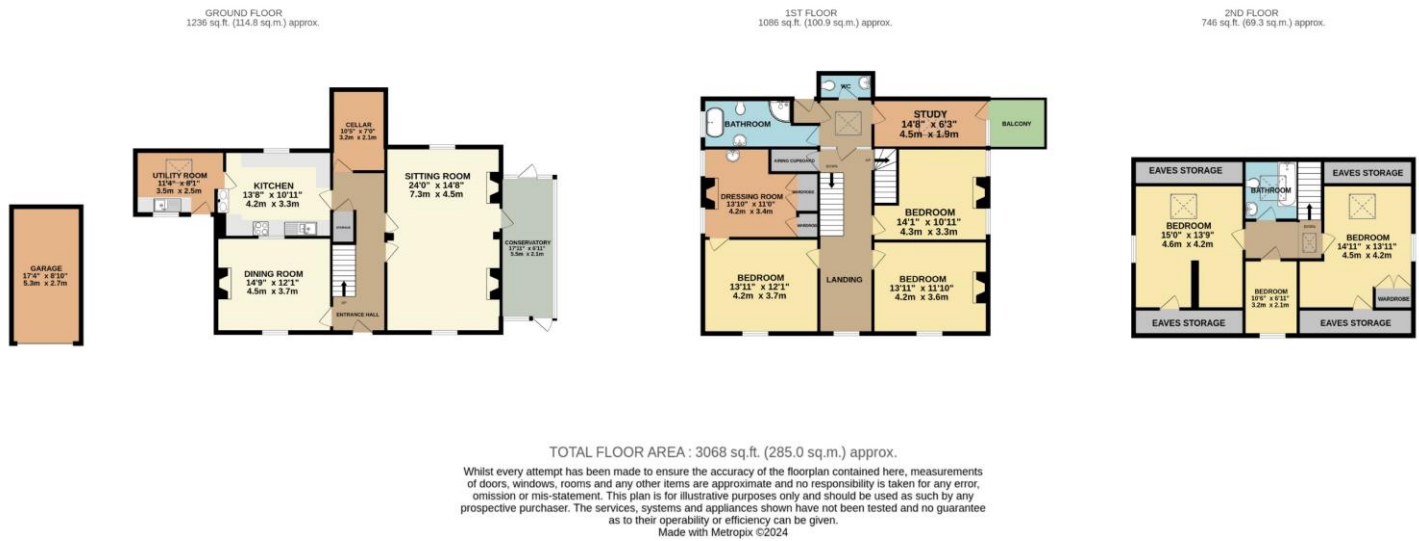 GROUND FLOOR
1236 sq.ft. (114.8 sq.m.) approx.
CELLAR
10'5" x 7'0"
3.2m x 2.1m
UTILITY ROOM
11'4" x 8'1"
3.5m x 2.5m
KITCHEN
13'8" x 10'11"
4.2m x 3.3m
SITTING ROOM
24'0" x 14'8"
7.3m x 4.5m
STORAGE
CONSERVATORY
17'11" x 6'11"
5.5m x 2.1m
GARAGE
17'4" x 8'10"
5.3m x 2.7m
DINING ROOM
14'9" x 12'1"
4.5m x 3.7m
UP
ENTRANCE HALL
1ST FLOOR
1086 sq.ft. (100.9 sq.m.) approx.
WC
BATHROOM
STUDY
14'8" x 6'3"
4.5m x 1.9m
BALCONY
AIRING CUPBOARD
DOWN
UP
DRESSING ROOM
13'10" x 11'0"
4.2m x 3.4m
WARDROBE
WARDROBE
BEDROOM
14'1" x 10'11"
4.3m x 3.3m
BEDROOM
13'11" x 12'1"
4.2m x 3.7m
LANDING
BEDROOM
13'11" x 11'10"
4.2m x 3.6m
2ND FLOOR
746 sq.ft. (69.3 sq.m.) approx.
EAVES STORAGE
BATHROOM
EAVES STORAGE
BEDROOM
15'0" x 13'9"
4.6m x 4.2m
DOWN
BEDROOM
14'11" x 13'11"
4.5m x 4.2m
BEDROOM
10'6" x 6'11"
3.2m x 2.1m
WARDROBE
EAVES STORAGE
EAVES STORAGE
TOTAL FLOOR AREA : 3068 sq.ft. (285.0 sq.m.) approx.
Whilst every attempt has been made to ensure the accuracy of the floorplan contained here, measurements
of doors, windows, rooms and any other items are approximate and no responsibility is taken for any error,
omission or mis-statement. This plan is for illustrative purposes only and should be used as such by any
prospective purchaser. The services, systems and appliances shown have not been tested and no guarantee
as to their operability or efficiency can be given.
Made with Metropix ©2024